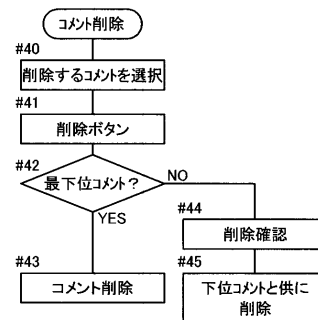 コメント削除
#40
削除するコメントを選択
#41
削除ボタン
#42
最下位コメント?
NO
YES
#44
削除確認
#43
コメント削除
#45
下位コメントと供に
削除